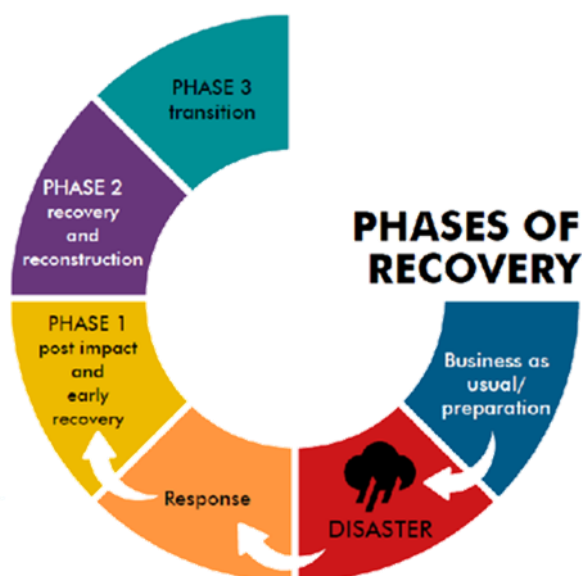 PHASE 3
transition
PHASE 2
recovery
and
reconstruction
PHASES OF
RECOVERY
PHASE 1
post impact
and
early
recovery
Business as
usual/
preparation
Response
DISASTER